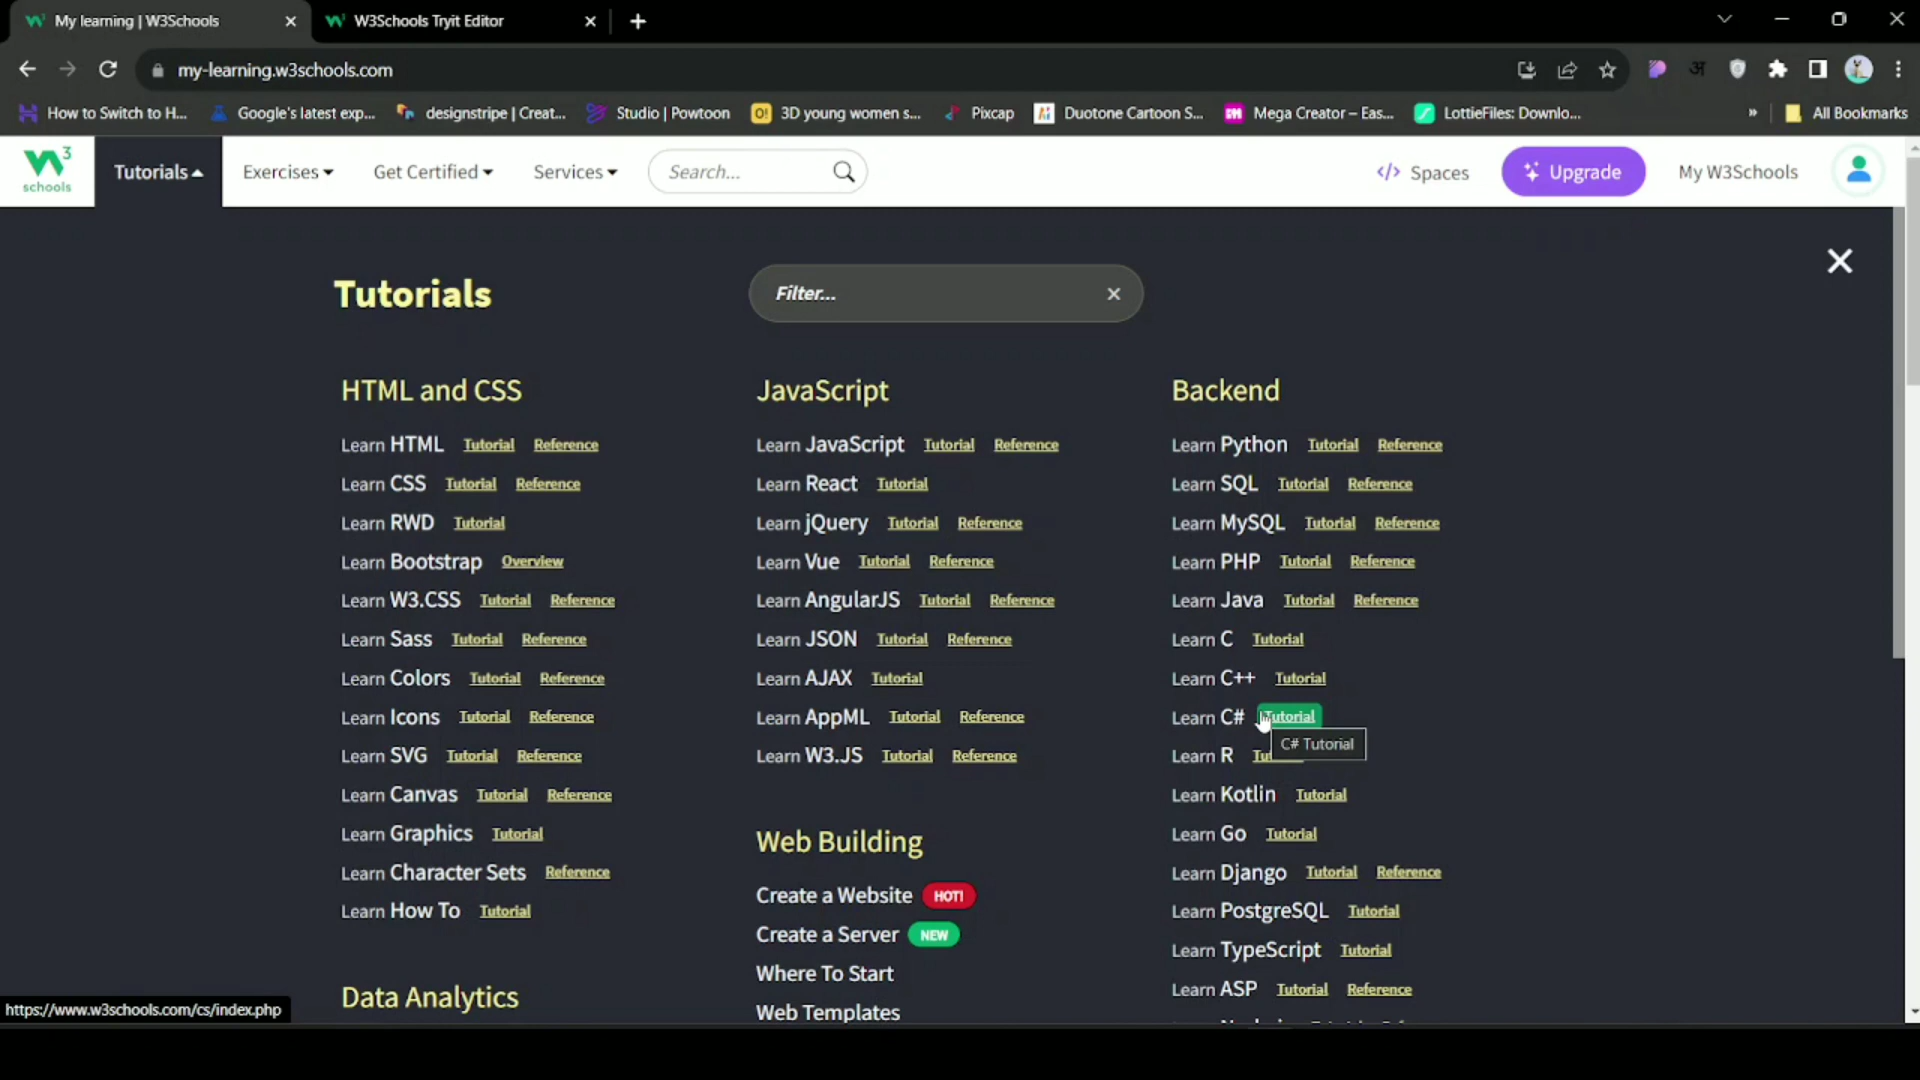 My learning | W3Schools
W3Schools Tryit Editor
my-learning.w3schools.com
अ
How to Switch to H...
Google's latest exp...
designstripe | Creat...
Studio | Powtoon
O!
3D young women s...
Pixcap
Duotone Cartoon S...
Mega Creator – Eas...
LottieFiles: Downlo...
»
All Bookmarks
W3
schools
Tutorials
Exercises
Get Certified
Services
Search...
</> Spaces
Upgrade
My W3Schools
Tutorials
Filter...
HTML and CSS
Learn HTML Tutorial Reference
Learn CSS Tutorial Reference
Learn RWD Tutorial
Learn Bootstrap Overview
Learn W3.CSS Tutorial Reference
Learn Sass Tutorial Reference
Learn Colors Tutorial Reference
Learn Icons Tutorial Reference
Learn SVG Tutorial Reference
Learn Canvas Tutorial Reference
Learn Graphics Tutorial
Learn Character Sets Reference
Learn How To Tutorial
Data Analytics
JavaScript
Learn JavaScript Tutorial Reference
Learn React Tutorial
Learn jQuery Tutorial Reference
Learn Vue Tutorial Reference
Learn AngularJS Tutorial Reference
Learn JSON Tutorial Reference
Learn AJAX Tutorial
Learn AppML Tutorial Reference
Learn W3.JS Tutorial Reference
Web Building
Create a Website HOT!
Create a Server NEW
Where To Start
Web Templates
Backend
Learn Python Tutorial Reference
Learn SQL Tutorial Reference
Learn MySQL Tutorial Reference
Learn PHP Tutorial Reference
Learn Java Tutorial Reference
Learn C Tutorial
Learn C++ Tutorial
Learn C# Tutorial
C# Tutorial
Learn R
Learn Kotlin Tutorial
Learn Go Tutorial
Learn Django Tutorial Reference
Learn PostgreSQL Tutorial
Learn TypeScript Tutorial
Learn ASP Tutorial Reference
https://www.w3schools.com/cs/index.php